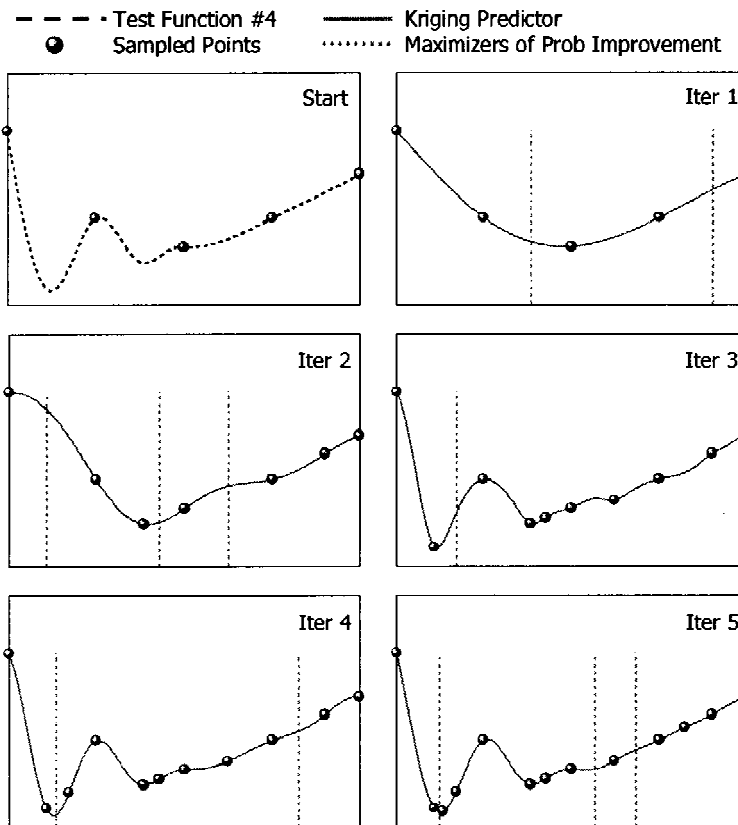 Test Function #4
Kriging Predictor
Sampled Points
Maximizers of Prob Improvement
Start
Iter 1
Iter 2
Iter 3
Iter 4
Iter 5